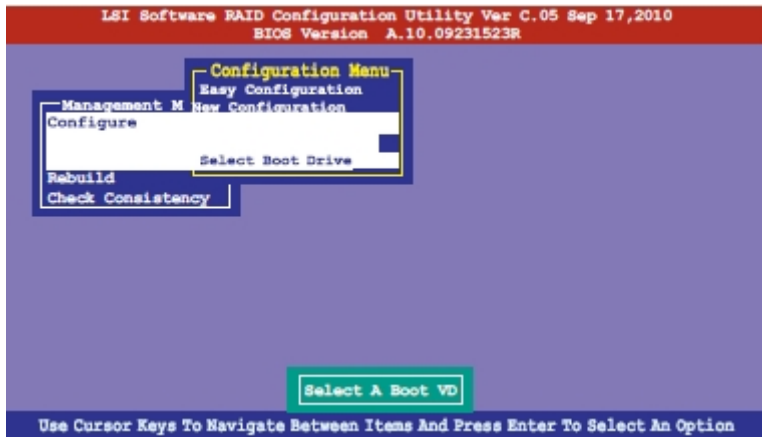 LSI Software RAID Configuration Utility Ver C.05 Sep 17,2010
BIOS Version A.10.09231523R
Configuration Menu
Easy Configuration
Management M
New Configuration
Configure
Select Boot Drive
Rebuild
Check Consistency
Select A Boot VD
Use Cursor Keys To Navigate Between Items And Press Enter To Select An Option